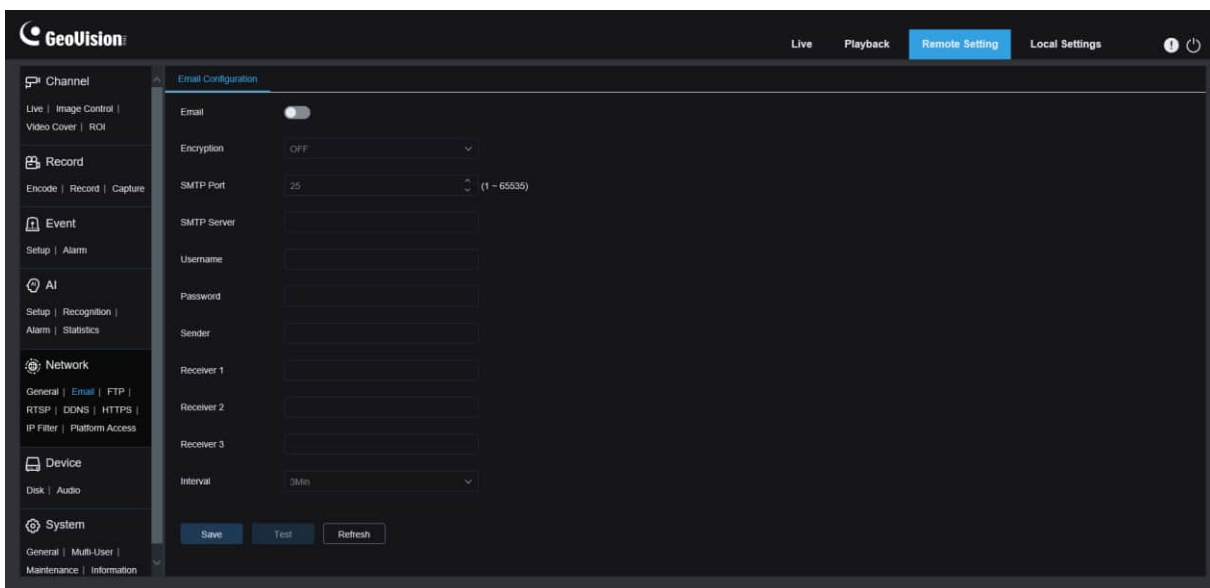 GeoVision
Live Playback Remote Setting Local Settings
Channel
Live | Image Control |
Video Cover | ROI
Record
Encode | Record | Capture
Event
Setup | Alarm
AI
Setup | Recognition |
Alarm | Statistics
Network
General | Email | FTP |
RTSP | DDNS | HTTPS |
IP Filter | Platform Access
Device
Disk | Audio
System
General | Multi-User |
Maintenance | Information
Email Configuration
Email
Encryption OFF
SMTP Port 25 (1 ~ 65535)
SMTP Server
Username
Password
Sender
Receiver 1
Receiver 2
Receiver 3
Interval 3Min
Save Test Refresh